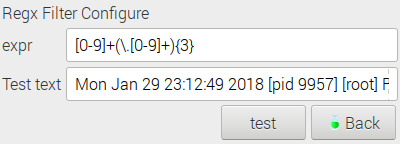 Regx Filter Configure
expr [0-9]+(\.[0-9]+){3}
Test text Mon Jan 29 23:12:49 2018 [pid 9957] [root] F
test Back